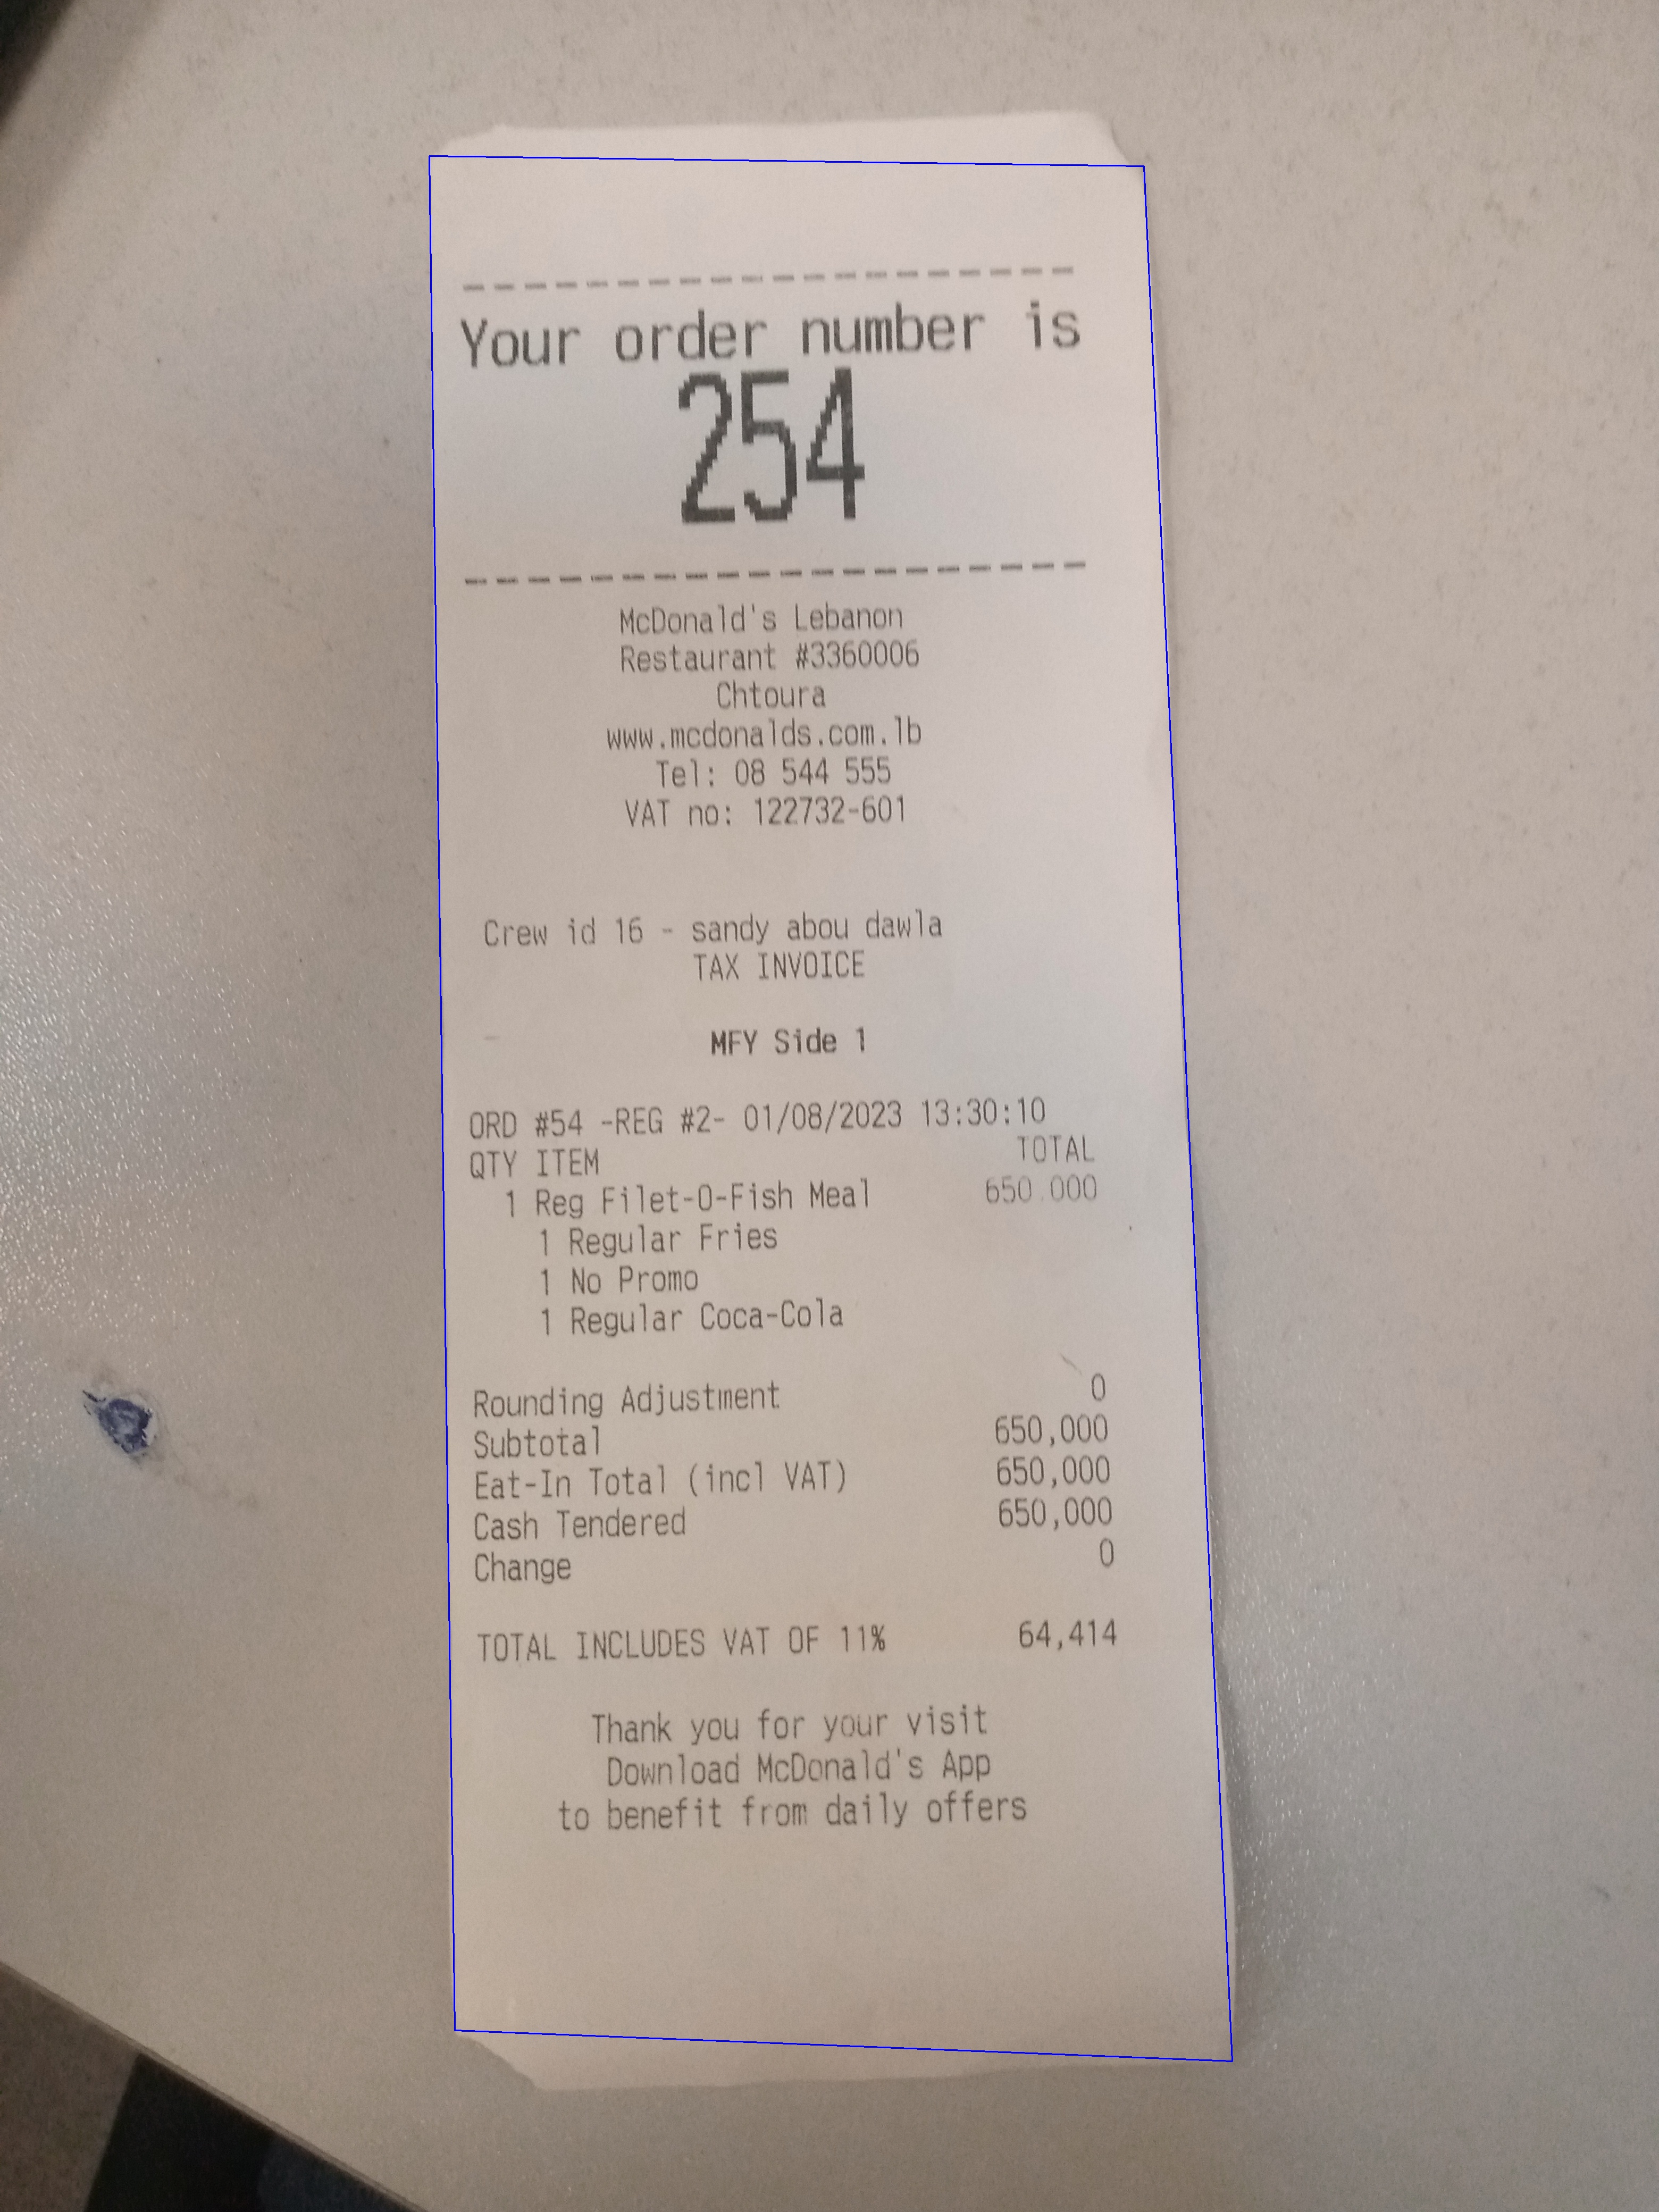 Your order number is
254
McDonald's Lebanon
Restaurant #3360006
Chtoura
www.mcdonalds.com.lb
Tel: 08 544 555
VAT no: 122732-601
Crew id 16 - sandy abou dawla
TAX INVOICE
MFY Side 1
ORD #54 -REG #2- 01/08/2023 13:30:10
QTY ITEM TOTAL
1 Reg Filet-O-Fish Meal 650.000
1 Regular Fries
1 No Promo
1 Regular Coca-Cola
Rounding Adjustment 0
Subtotal 650,000
Eat-In Total (incl VAT) 650,000
Cash Tendered 650,000
Change 0
TOTAL INCLUDES VAT OF 11% 64,414
Thank you for your visit
Download McDonald's App
to benefit from daily offers